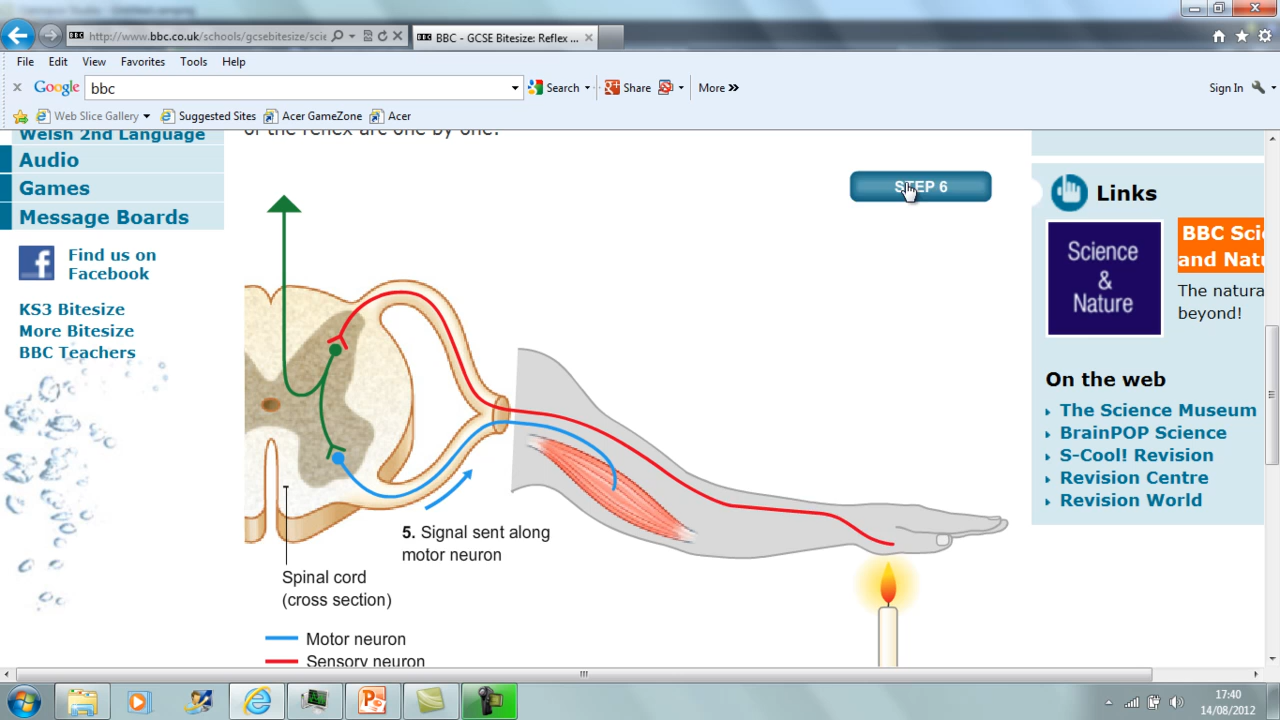 http://www.bbc.co.uk/schools/gcsebitesize/scie
BBC - GCSE Bitesize: Reflex ...
File Edit View Favorites Tools Help
Google bbc Search Share More » Sign In
Web Slice Gallery Suggested Sites Acer GameZone Acer
Welsh 2nd Language
of the reflex arc one by one.
Audio
Games
Message Boards
Find us on
Facebook
KS3 Bitesize
More Bitesize
BBC Teachers
STEP 6
5. Signal sent along
motor neuron
Spinal cord
(cross section)
Motor neuron
Sensory neuron
Links
Science
&
Nature
BBC Sci
and Natu
The natura
beyond!
On the web
The Science Museum
BrainPOP Science
S-Cool! Revision
Revision Centre
Revision World
17:40
14/08/2012